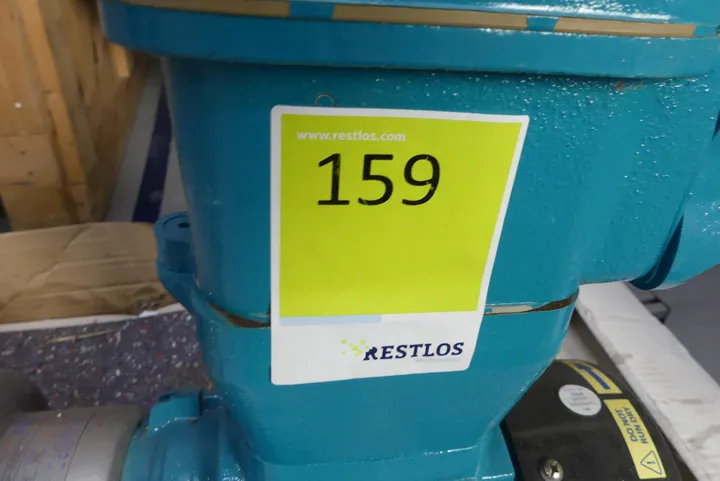 www.restlos.com
159
RESTLOS
DO NOT
RUN DRY